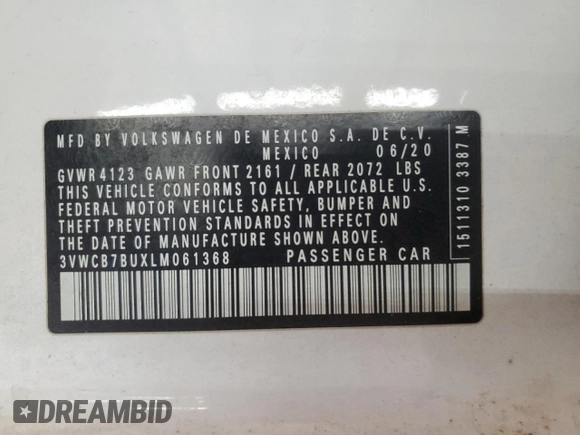 MFD BY VOLKSWAGEN DE MEXICO S.A. DE C.V.
MEXICO 06/20
GVWR 4123 GAWR FRONT 2161 / REAR 2072 LBS
THIS VEHICLE CONFORMS TO ALL APPLICABLE U.S.
FEDERAL MOTOR VEHICLE SAFETY, BUMPER AND
THEFT PREVENTION STANDARDS IN EFFECT ON
THE DATE OF MANUFACTURE SHOWN ABOVE.
3VWCB7BUXLM061368 PASSENGER CAR
1511310 3387 M
DREAMBID